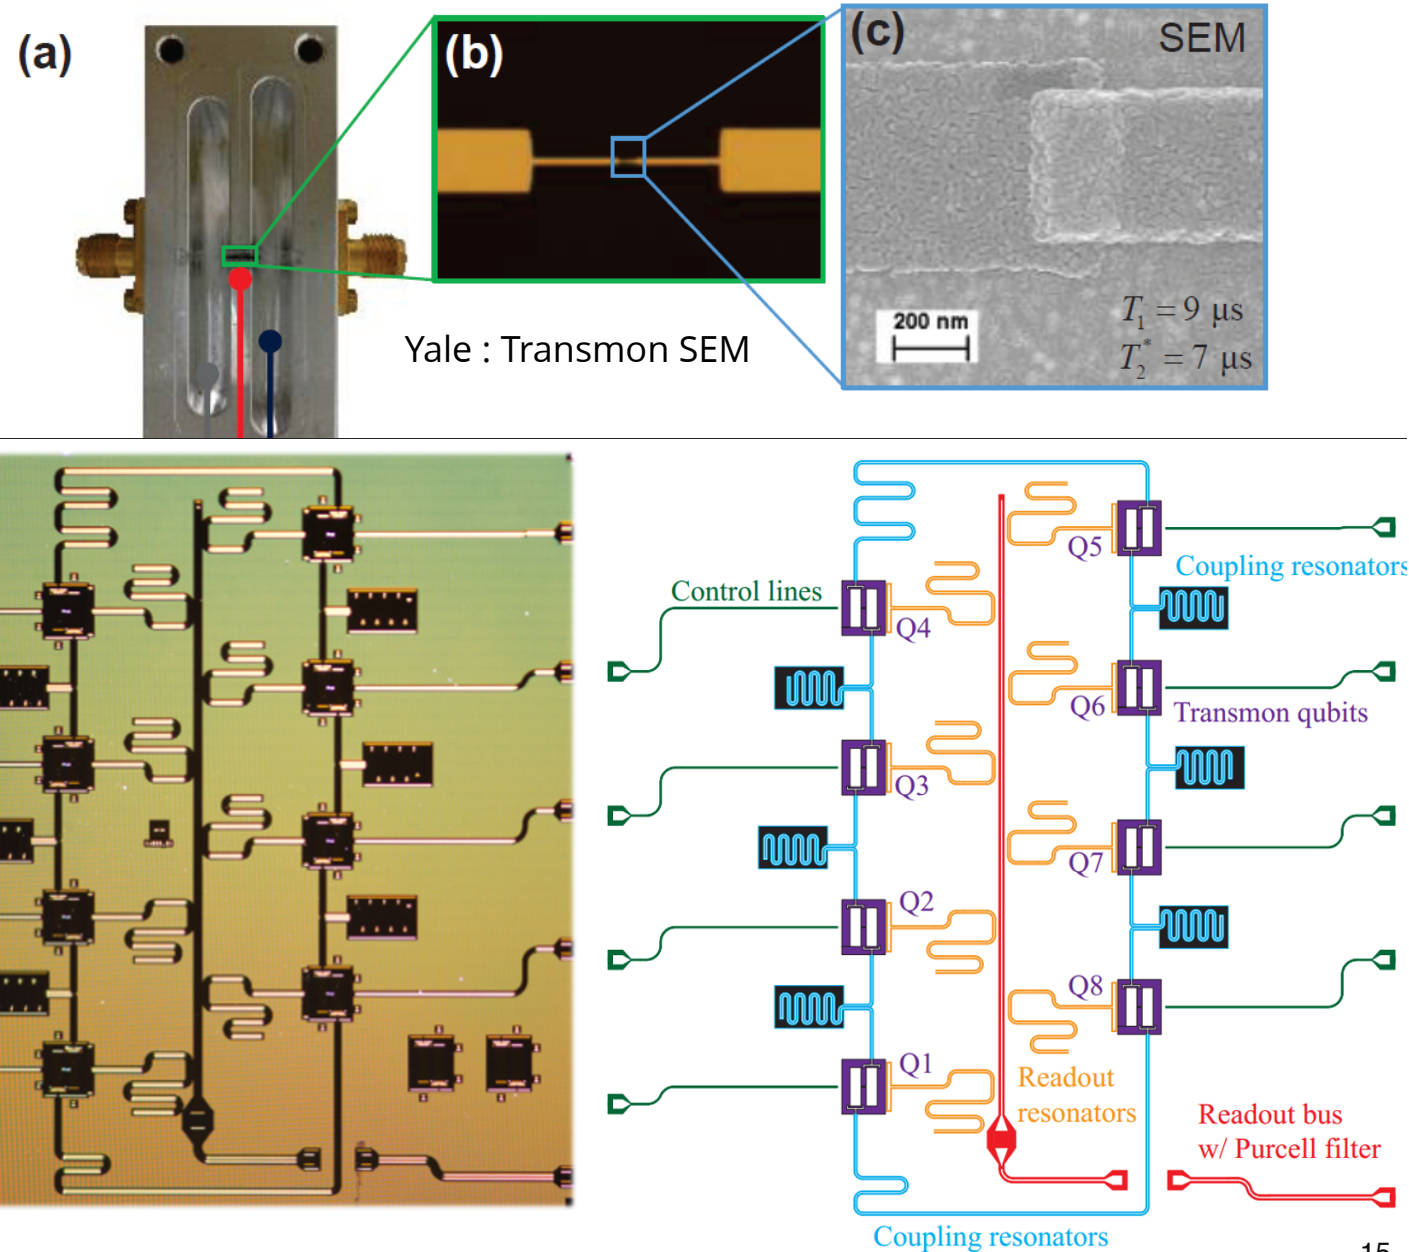 (a)
(b)
(c)
SEM
200 nm
T₁ = 9 µs
T₂* = 7 µs
Yale : Transmon SEM
Control lines
Q5
Coupling resonators
Q4
Q6
Transmon qubits
Q3
Q7
Q2
Q8
Q1
Readout
resonators
Readout bus
w/ Purcell filter
Coupling resonators
15